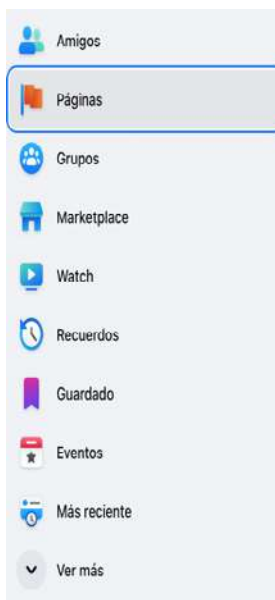 Amigos
Páginas
Grupos
Marketplace
Watch
Recuerdos
Guardado
Eventos
Más reciente
Ver más